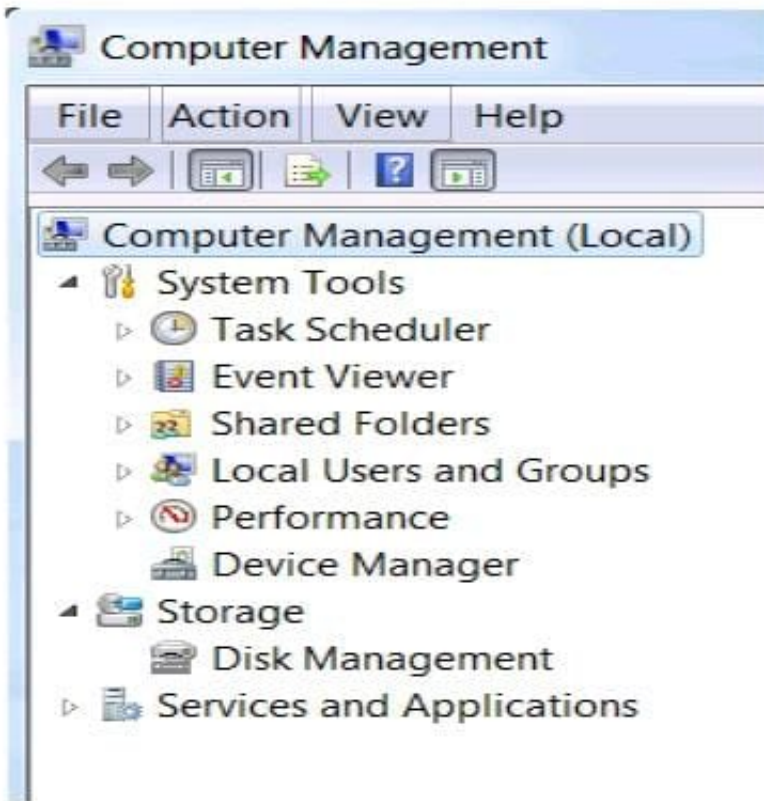 Computer Management
File Action View Help
Computer Management (Local)
System Tools
Task Scheduler
Event Viewer
Shared Folders
Local Users and Groups
Performance
Device Manager
Storage
Disk Management
Services and Applications